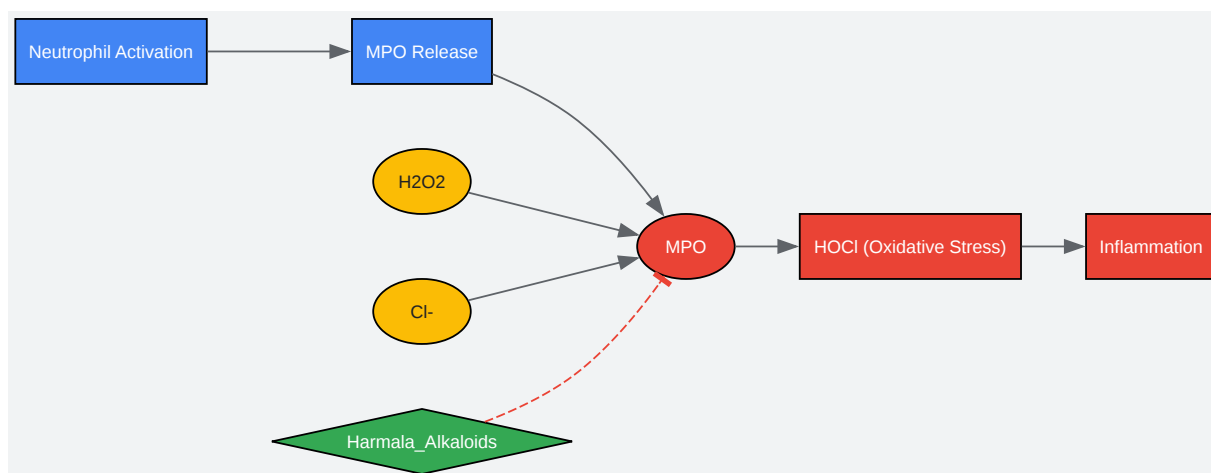 Neutrophil Activation
MPO Release
H2O2
MPO
HOCl (Oxidative Stress)
Inflammation
Cl-
Harmala_Alkaloids